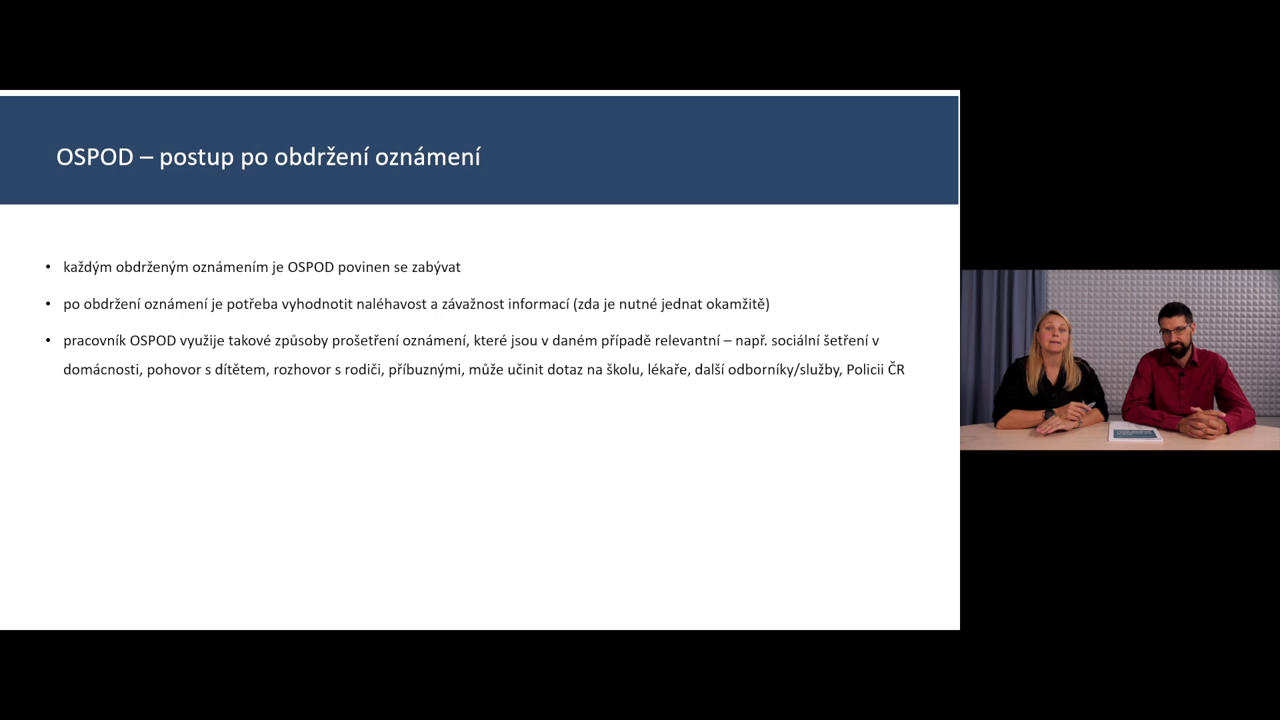 OSPOD – postup po obdržení oznámení
• každým obdrženým oznámením je OSPOD povinen se zabývat
• po obdržení oznámení je potřeba vyhodnotit naléhavost a závažnost informací (zda je nutné jednat okamžitě)
• pracovník OSPOD využije takové způsoby prošetření oznámení, které jsou v daném případě relevantní – např. sociální šetření v
domácnosti, pohovor s dítětem, rozhovor s rodiči, příbuznými, může učinit dotaz na školu, lékaře, další odborníky/služby, Policii ČR